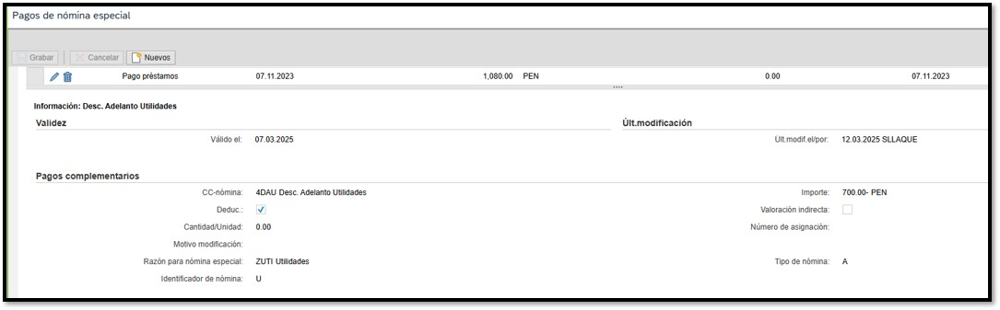 Pagos de nómina especial
Grabar Cancelar Nuevos
Pago préstamos 07.11.2023 1,080.00 PEN 0.00 07.11.2023
Información: Desc. Adelanto Utilidades
Validez Últ.modificación
Válido el: 07.03.2025 Últ.modif.el/por: 12.03.2025 SLLAQUE
Pagos complementarios
CC-nómina: 4DAU Desc. Adelanto Utilidades Importe: 700.00- PEN
Deduc.: Valoración indirecta:
Cantidad/Unidad: 0.00 Número de asignación:
Motivo modificación:
Razón para nómina especial: ZUTI Utilidades Tipo de nómina: A
Identificador de nómina: U